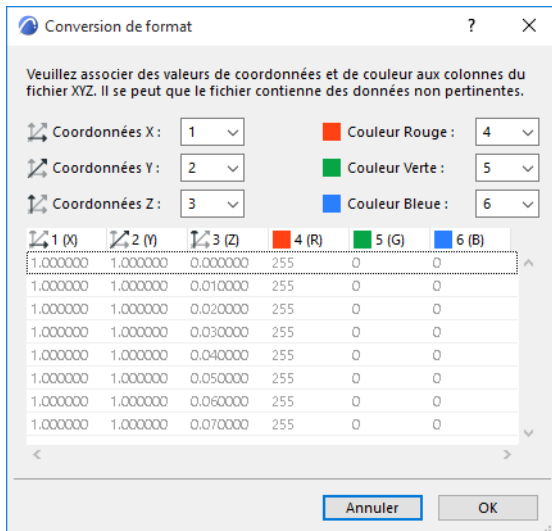 Conversion de format
?
Veuillez associer des valeurs de coordonnées et de couleur aux colonnes du
fichier XYZ. Il se peut que le fichier contienne des données non pertinentes.
Coordonnées X : 1 Couleur Rouge : 4
Coordonnées Y : 2 Couleur Verte : 5
Coordonnées Z : 3 Couleur Bleue : 6
1 (X) 2 (Y) 3 (Z) 4 (R) 5 (G) 6 (B)
1.000000 1.000000 0.000000 255 0 0
1.000000 1.000000 0.010000 255 0 0
1.000000 1.000000 0.020000 255 0 0
1.000000 1.000000 0.030000 255 0 0
1.000000 1.000000 0.040000 255 0 0
1.000000 1.000000 0.050000 255 0 0
1.000000 1.000000 0.060000 255 0 0
1.000000 1.000000 0.070000 255 0 0
Annuler OK